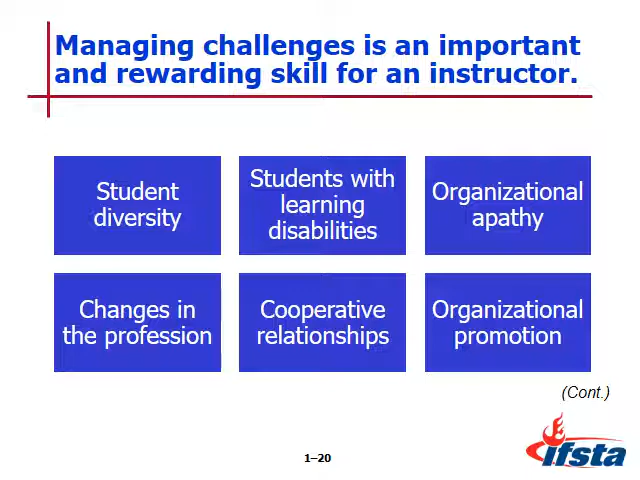 Managing challenges is an important
and rewarding skill for an instructor.
Student
diversity
Students with
learning
disabilities
Organizational
apathy
Changes in
the profession
Cooperative
relationships
Organizational
promotion
(Cont.)
1–20
ifsta